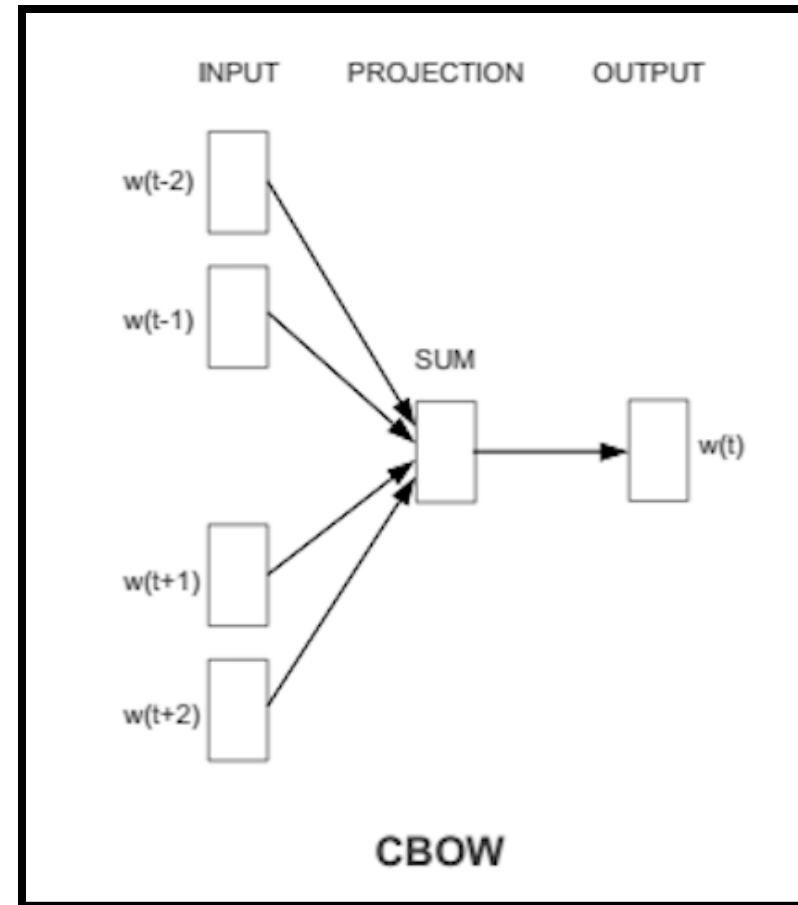 INPUT PROJECTION OUTPUT
w(t-2)
w(t-1)
SUM
w(t)
w(t+1)
w(t+2)
CBOW